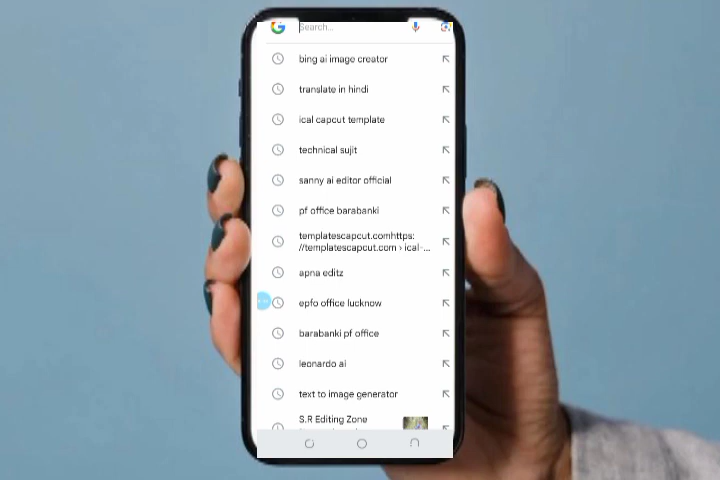 Search...
bing ai image creator
translate in hindi
ical capcut template
technical sujit
sanny ai editor official
pf office barabanki
templatescapcut.comhttps:
//templatescapcut.com › ical-...
apna editz
epfo office lucknow
barabanki pf office
leonardo ai
text to image generator
S.R Editing Zone